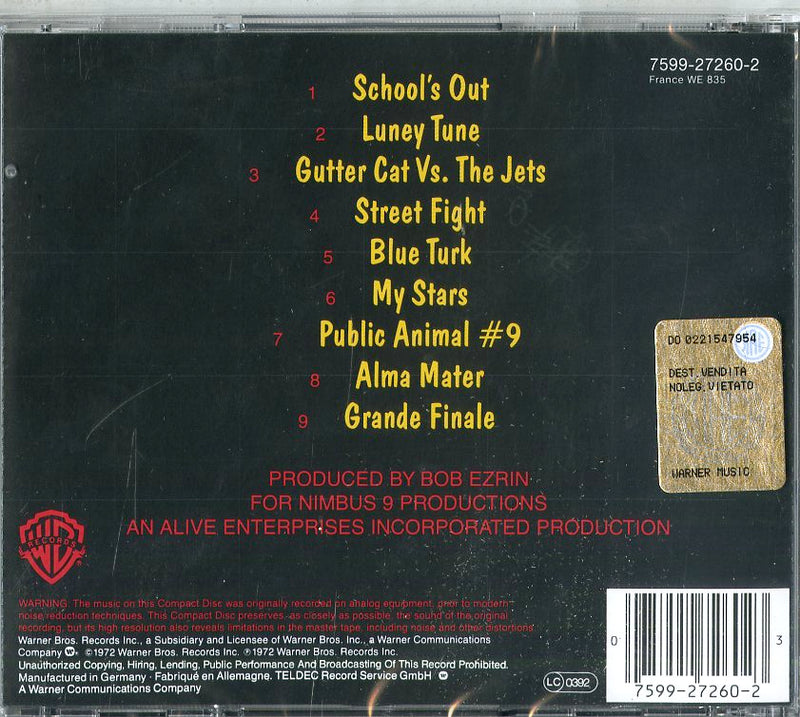 7599-27260-2
France WE 835
1 School's Out
2 Luney Tune
3 Gutter Cat Vs. The Jets
4 Street Fight
5 Blue Turk
6 My Stars
7 Public Animal #9
8 Alma Mater
9 Grande Finale
DO 0221547954
DEST. VENDITA
NOLEG. VIETATO
WARNER MUSIC
PRODUCED BY BOB EZRIN
FOR NIMBUS 9 PRODUCTIONS
AN ALIVE ENTERPRISES INCORPORATED PRODUCTION
RECORDS
WARNING: The music on this Compact Disc was originally recorded on analog equipment, prior to modern
noise reduction techniques. This Compact Disc preserves, as closely as possible, the sound of the original
recording, but its high resolution also reveals limitations in the master tape, including noise and other distortions.
Warner Bros. Records Inc., a Subsidiary and Licensee of Warner Bros. Inc., a Warner Communications
Company. ©1972 Warner Bros. Records Inc. ℗1972 Warner Bros. Records Inc.
Unauthorized Copying, Hiring, Lending, Public Performance And Broadcasting Of This Record Prohibited.
Manufactured in Germany · Fabriqué en Allemagne. TELDEC Record Service GmbH
A Warner Communications Company
LC 0392
0 3
7599-27260-2